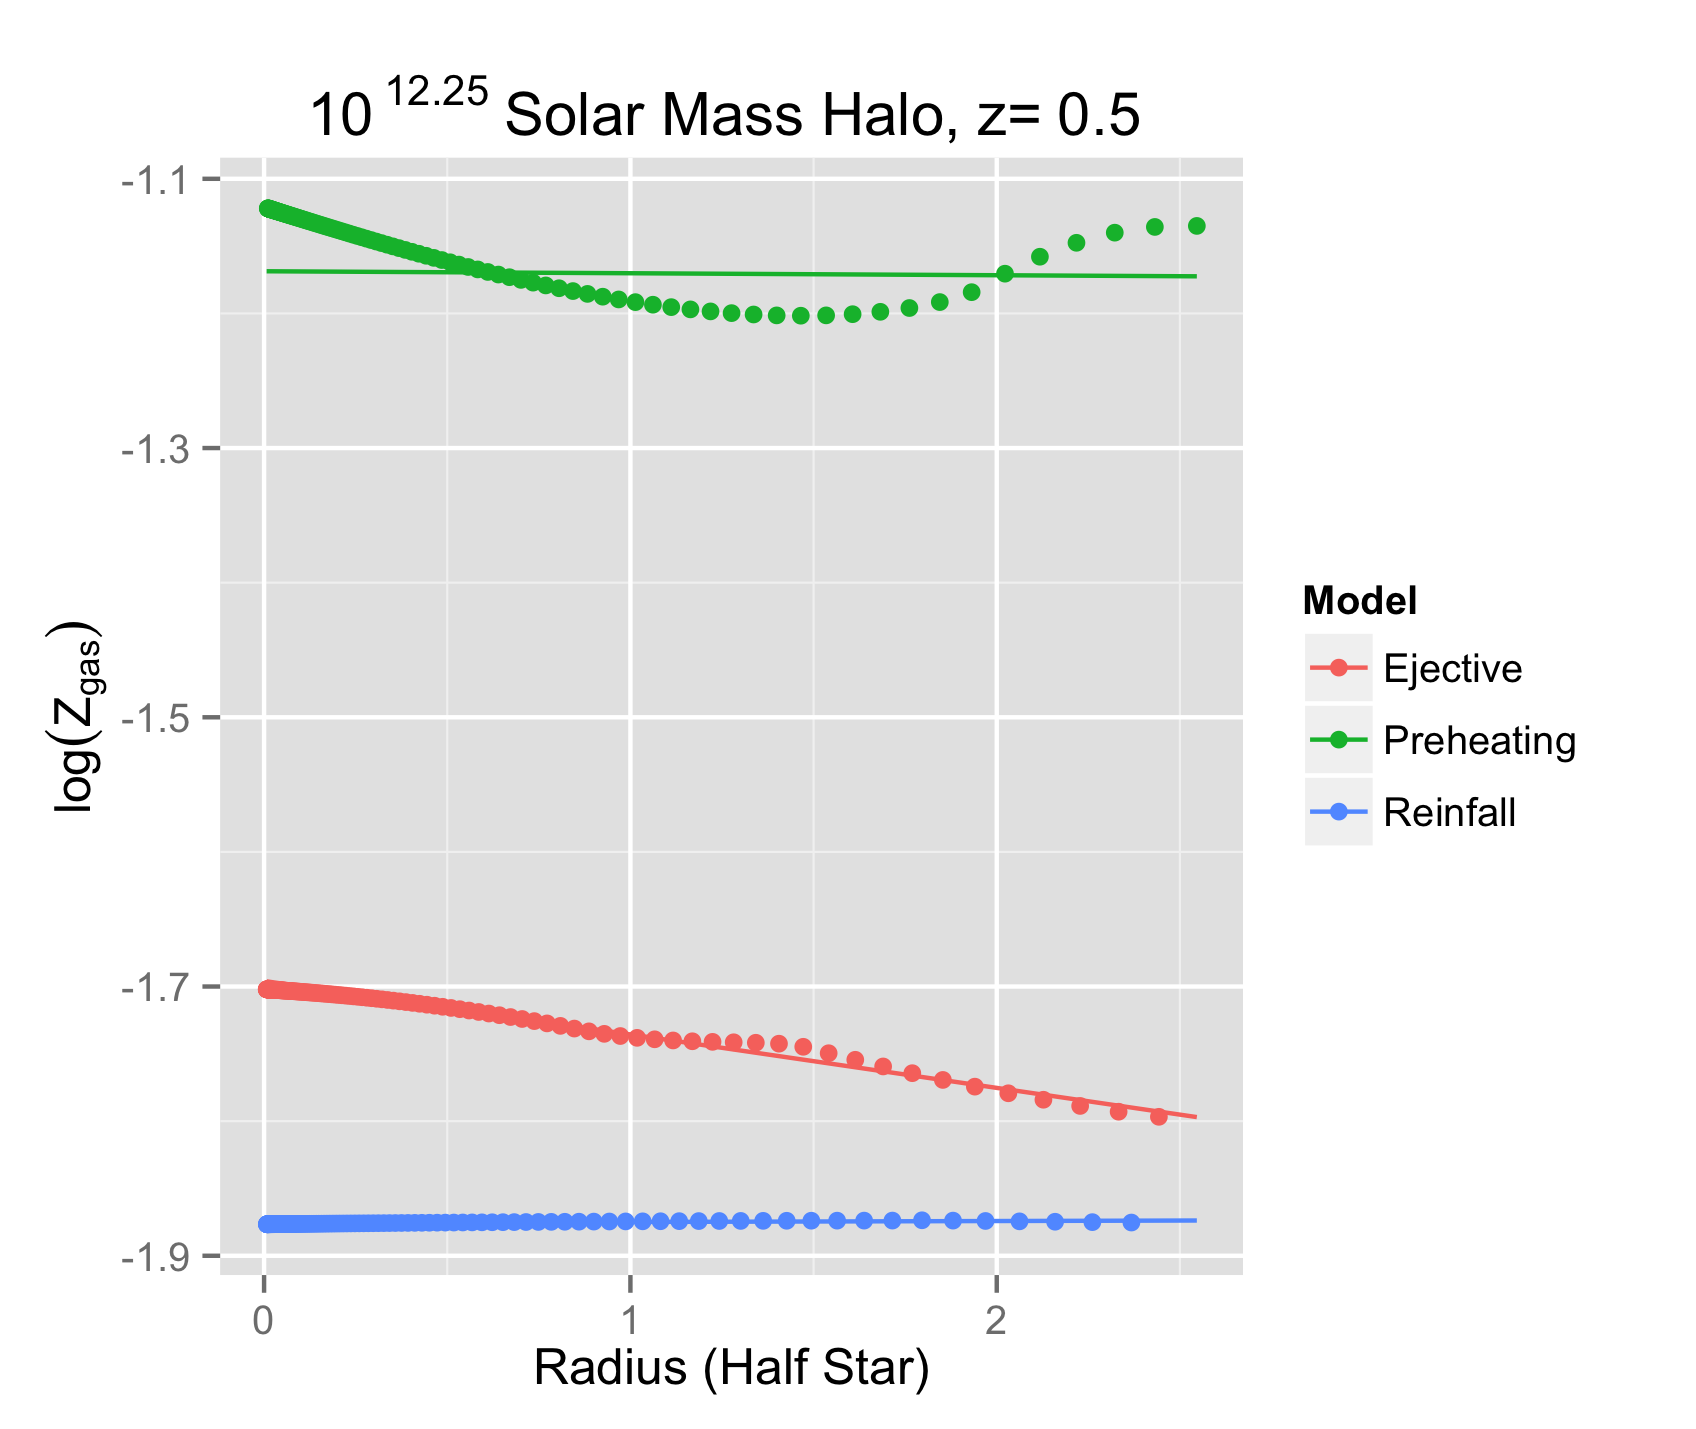 10 12.25 Solar Mass Halo, z= 0.5
-1.1
-1.3
-1.5
-1.7
-1.9
log(Zgas)
0 1 2
Radius (Half Star)
Model
Ejective
Preheating
Reinfall